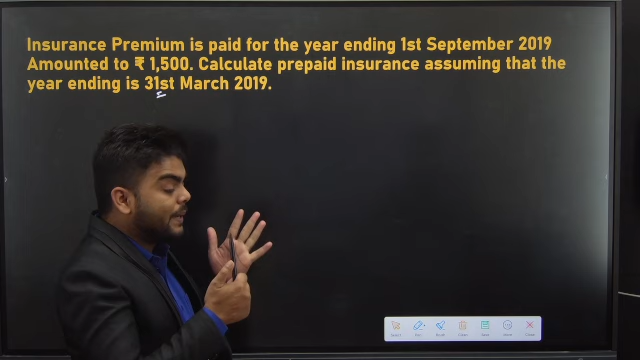 Insurance Premium is paid for the year ending 1st September 2019
Amounted to ₹ 1,500. Calculate prepaid insurance assuming that the
year ending is 31st March 2019.
Select